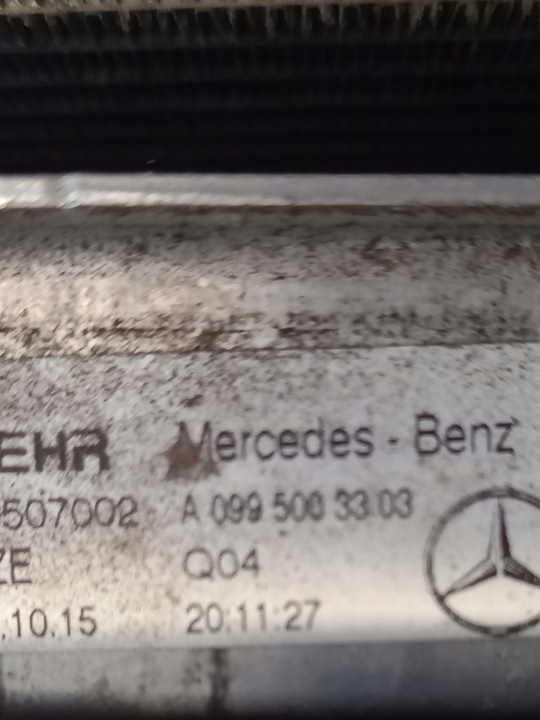 EHR Mercedes - Benz
507002 A 099 500 33 03
ZE Q04
.10.15 20:11:27